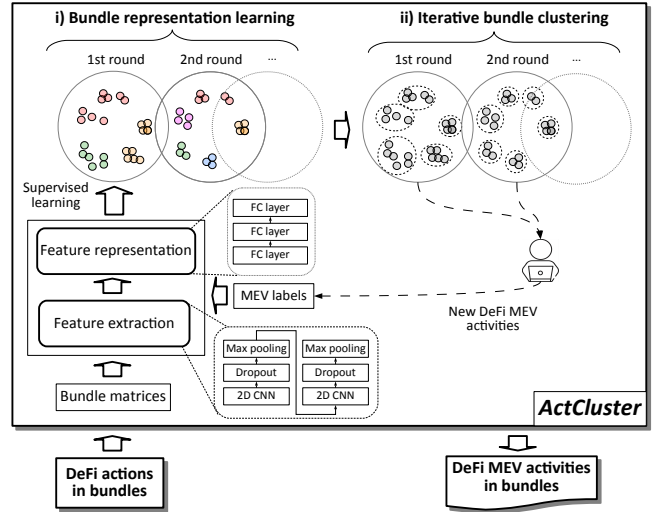 i) Bundle representation learning
ii) Iterative bundle clustering
1st round
2nd round
...
1st round
2nd round
...
Supervised
learning
Feature representation
FC layer
FC layer
FC layer
MEV labels
New DeFi MEV
activities
Feature extraction
Max pooling
Max pooling
Dropout
Dropout
2D CNN
2D CNN
Bundle matrices
ActCluster
DeFi actions
in bundles
DeFi MEV activities
in bundles